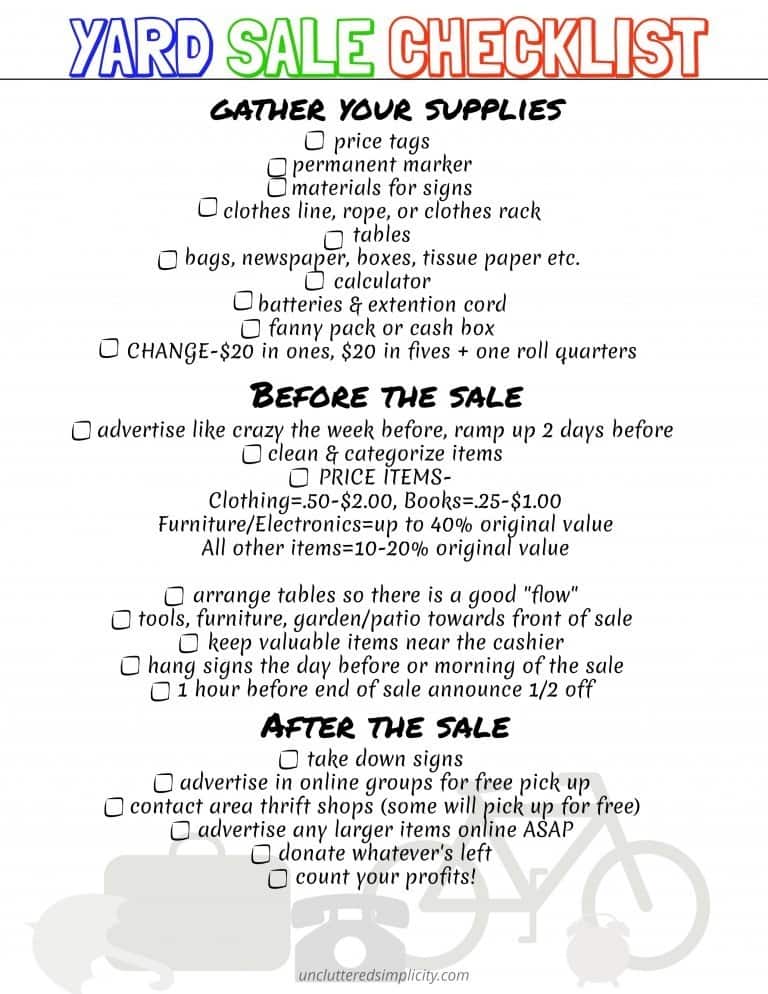 YARD SALE CHECKLIST
GATHER YOUR SUPPLIES
price tags
permanent marker
materials for signs
clothes line, rope, or clothes rack
tables
bags, newspaper, boxes, tissue paper etc.
calculator
batteries & extention cord
fanny pack or cash box
CHANGE-$20 in ones, $20 in fives + one roll quarters
BEFORE THE SALE
advertise like crazy the week before, ramp up 2 days before
clean & categorize items
PRICE ITEMS-
Clothing=.50-$2.00, Books=.25-$1.00
Furniture/Electronics=up to 40% original value
All other items=10-20% original value
arrange tables so there is a good "flow"
tools, furniture, garden/patio towards front of sale
keep valuable items near the cashier
hang signs the day before or morning of the sale
1 hour before end of sale announce 1/2 off
AFTER THE SALE
take down signs
advertise in online groups for free pick up
contact area thrift shops (some will pick up for free)
advertise any larger items online ASAP
donate whatever's left
count your profits!
unclutteredsimplicity.com